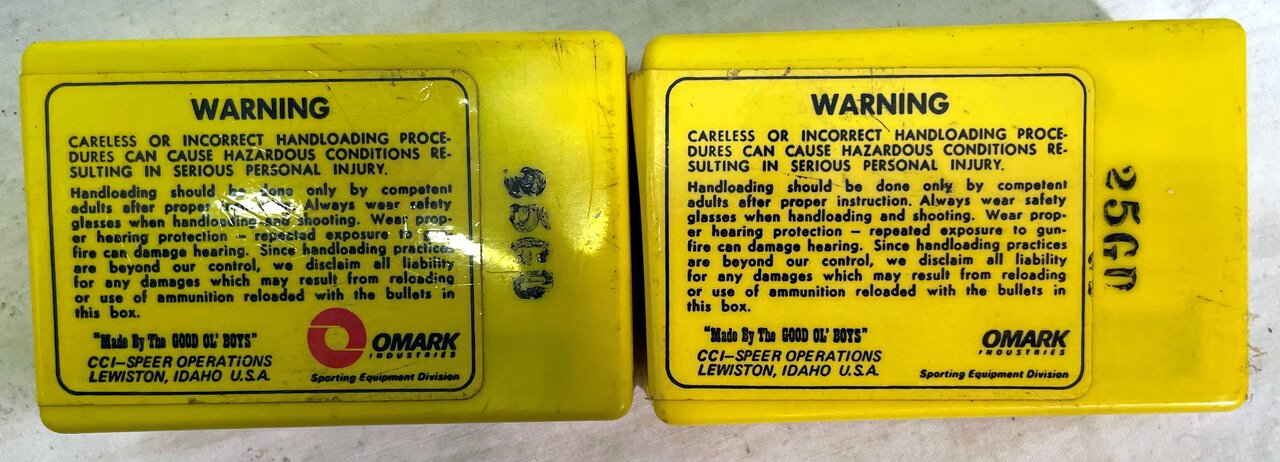 WARNING
CARELESS OR INCORRECT HANDLOADING PROCE-
DURES CAN CAUSE HAZARDOUS CONDITIONS RE-
SULTING IN SERIOUS PERSONAL INJURY.
Handloading should be done only by competent
adults after proper Always wear safety
glasses when handloading and shooting. Wear prop-
er hearing protection – repeated exposure to gun-
fire can damage hearing. Since handloading practices
are beyond our control, we disclaim all liability
for any damages which may result from reloading
or use of ammunition reloaded with the bullets in
this box.
"Made By The GOOD OL' BOYS"
CCI–SPEER OPERATIONS
LEWISTON, IDAHO U.S.A.
OMARK
INDUSTRIES
Sporting Equipment Division
WARNING
CARELESS OR INCORRECT HANDLOADING PROCE-
DURES CAN CAUSE HAZARDOUS CONDITIONS RE-
SULTING IN SERIOUS PERSONAL INJURY.
Handloading should be done only by competent
adults after proper instruction. Always wear safety
glasses when handloading and shooting. Wear prop-
er hearing protection – repeated exposure to gun-
fire can damage hearing. Since handloading practices
are beyond our control, we disclaim all liability
for any damages which may result from reloading
or use of ammunition reloaded with the bullets in
this box.
"Made By The GOOD OL' BOYS"
CCI–SPEER OPERATIONS
LEWISTON, IDAHO U.S.A.
OMARK
INDUSTRIES
Sporting Equipment Division